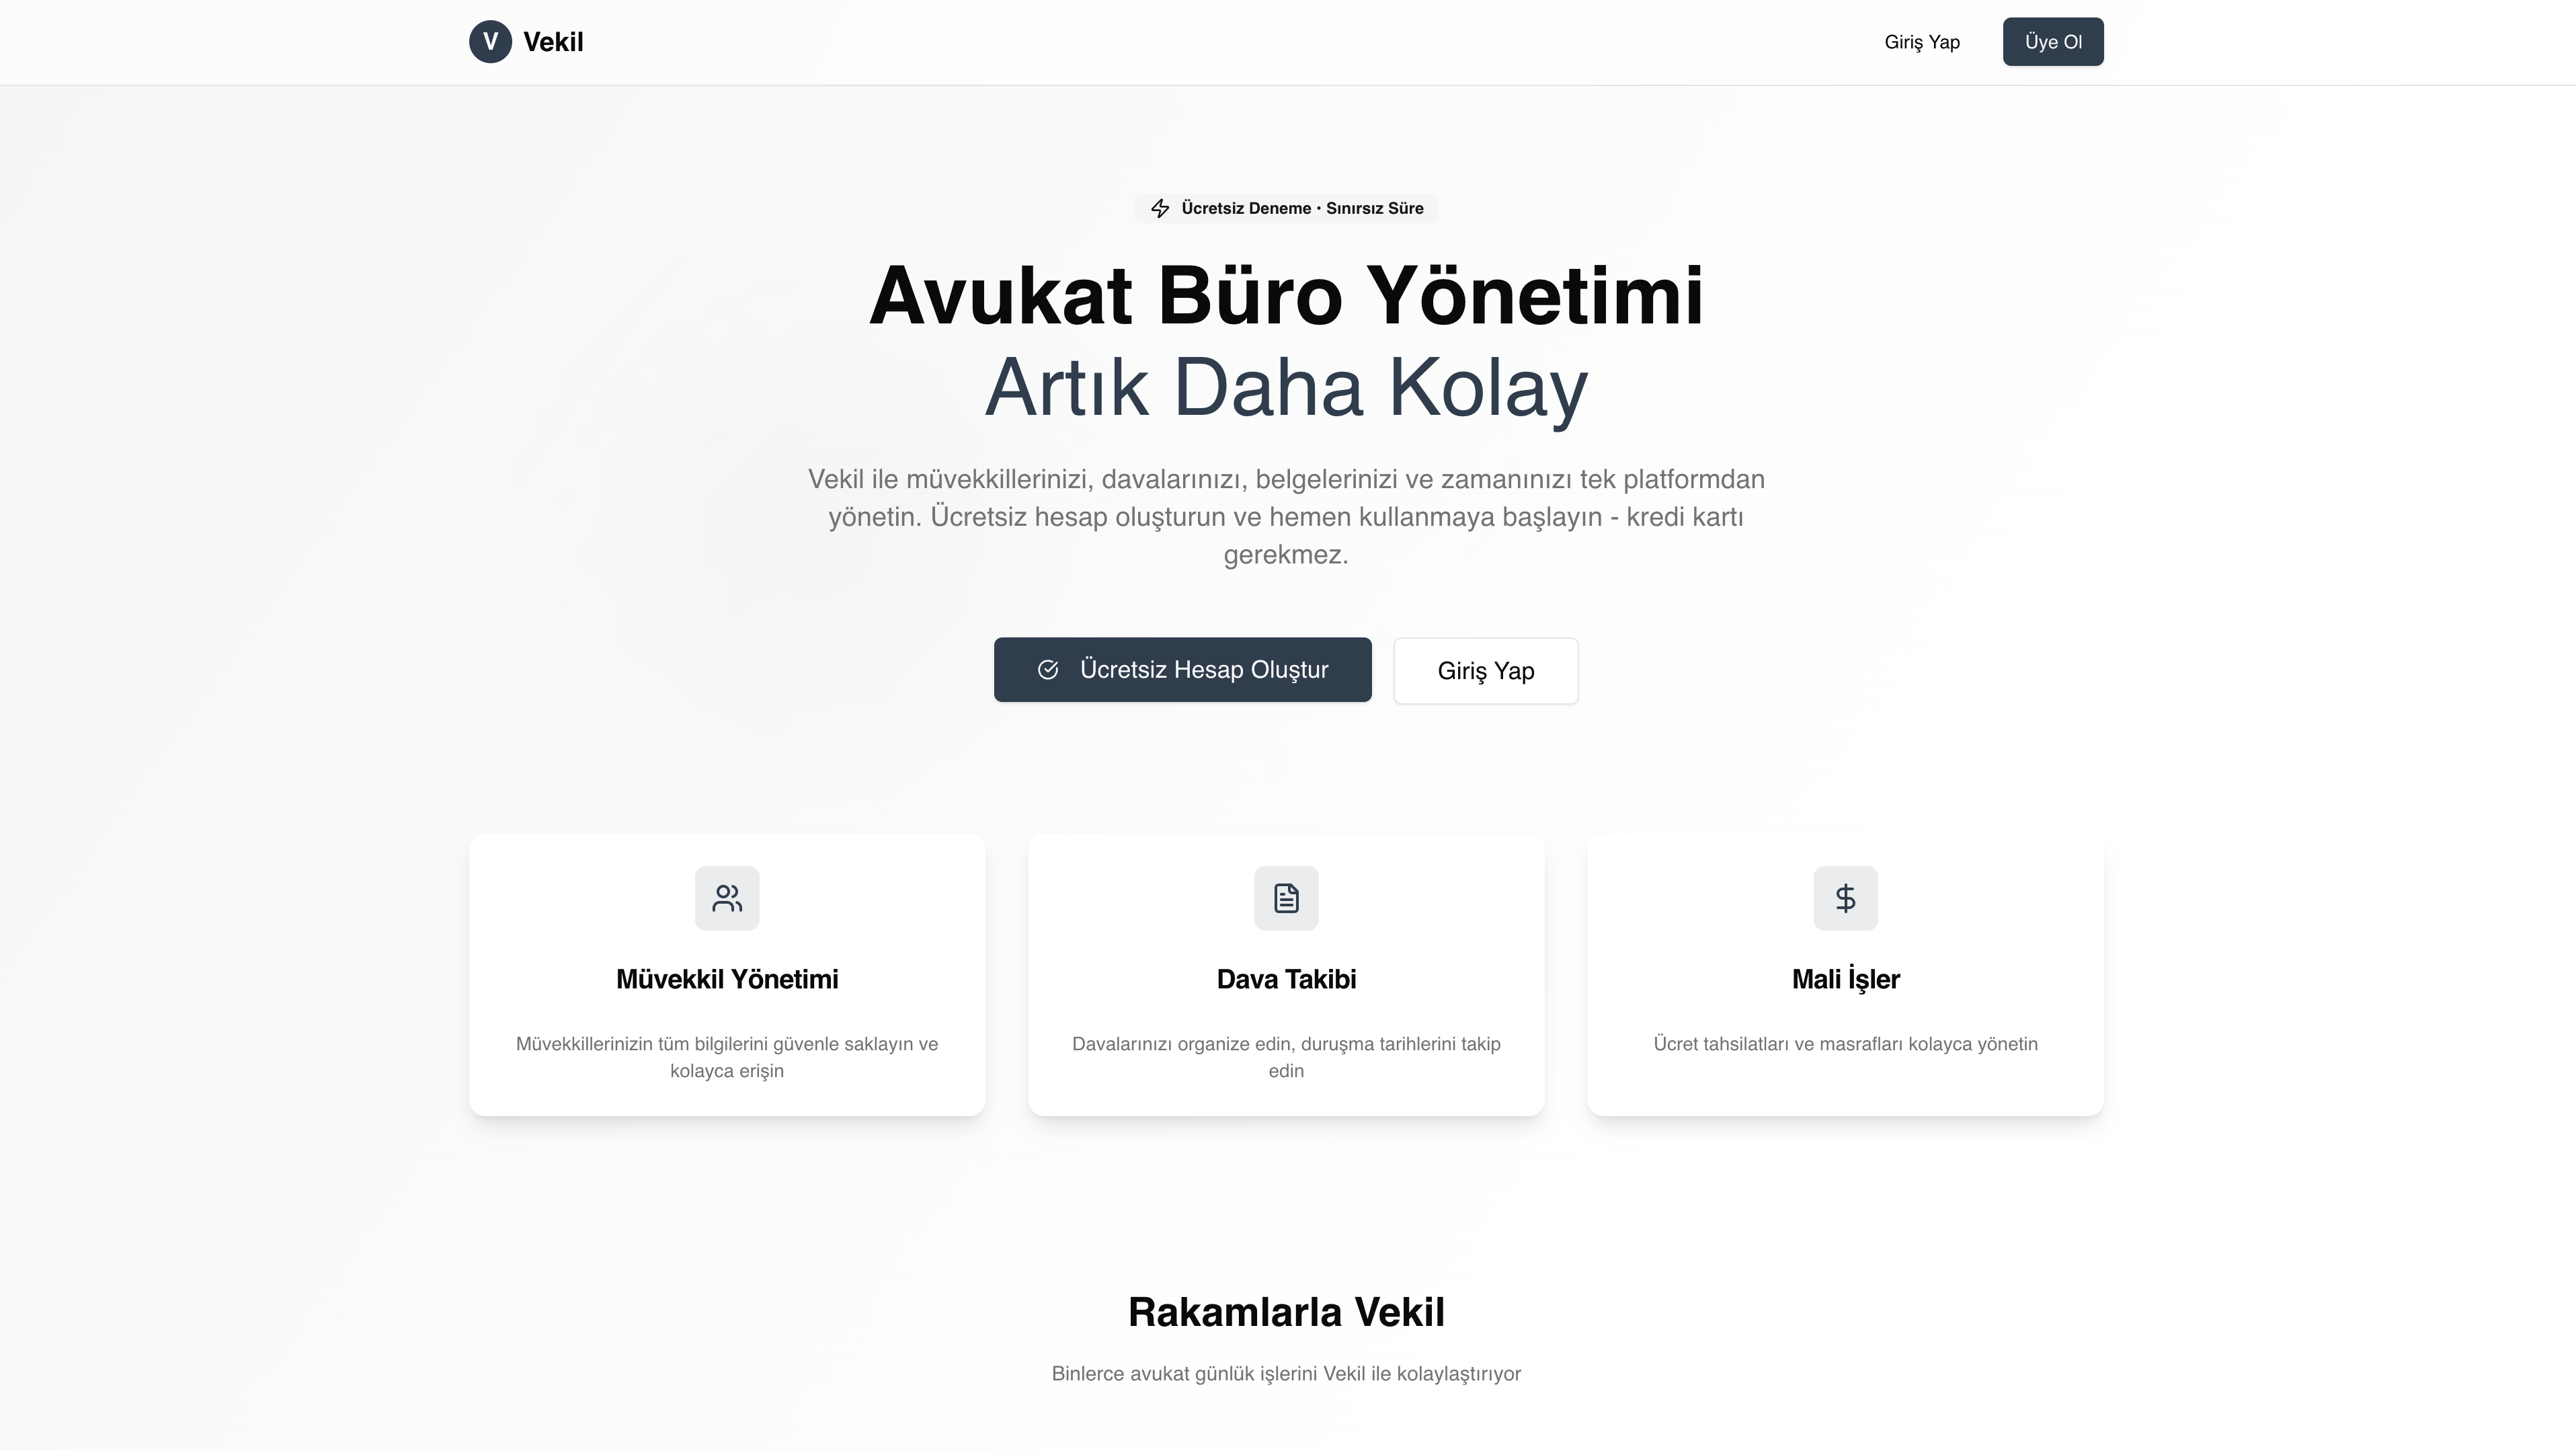 V Vekil
Giriş Yap
Üye Ol
Ücretsiz Deneme • Sınırsız Süre
Avukat Büro Yönetimi
Artık Daha Kolay
Vekil ile müvekkillerinizi, davalarınızı, belgelerinizi ve zamanınızı tek platformdan
yönetin. Ücretsiz hesap oluşturun ve hemen kullanmaya başlayın - kredi kartı
gerekmez.
Ücretsiz Hesap Oluştur
Giriş Yap
Müvekkil Yönetimi
Müvekkillerinizin tüm bilgilerini güvenle saklayın ve
kolayca erişin
Dava Takibi
Davalarınızı organize edin, duruşma tarihlerini takip
edin
Mali İşler
Ücret tahsilatları ve masrafları kolayca yönetin
Rakamlarla Vekil
Binlerce avukat günlük işlerini Vekil ile kolaylaştırıyor